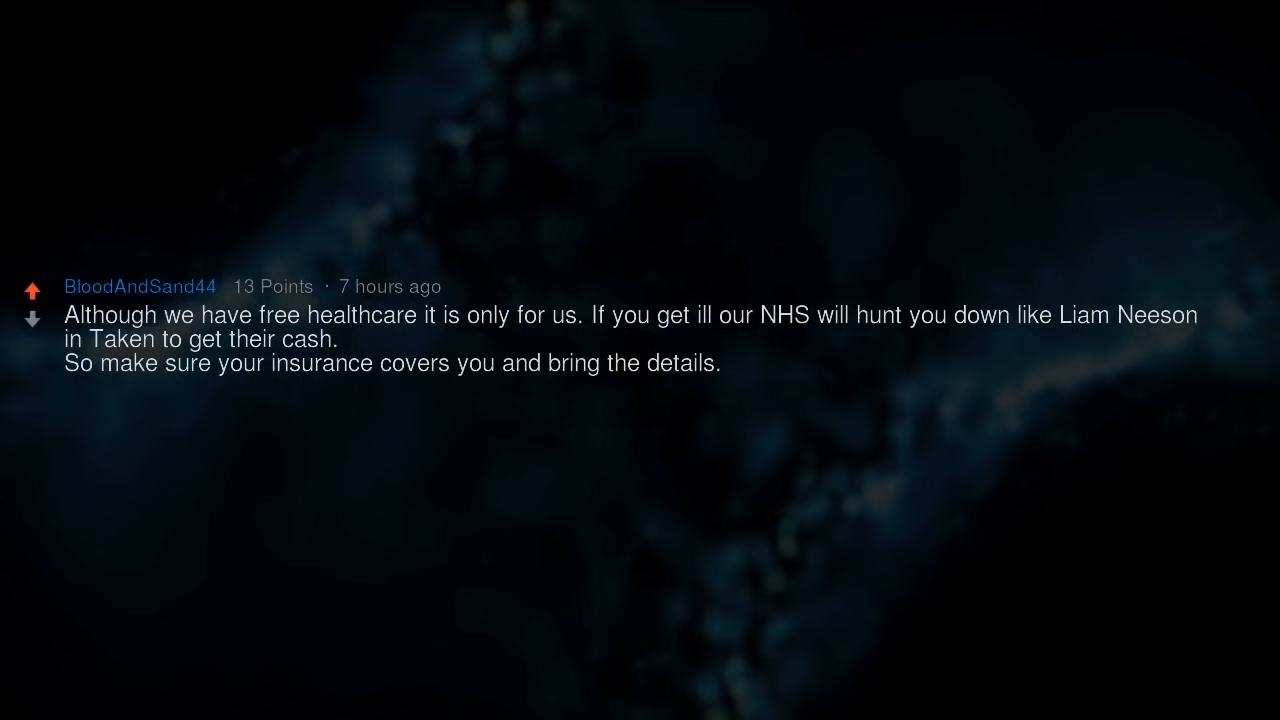 BloodAndSand44 13 Points · 7 hours ago
Although we have free healthcare it is only for us. If you get ill our NHS will hunt you down like Liam Neeson
in Taken to get their cash.
So make sure your insurance covers you and bring the details.